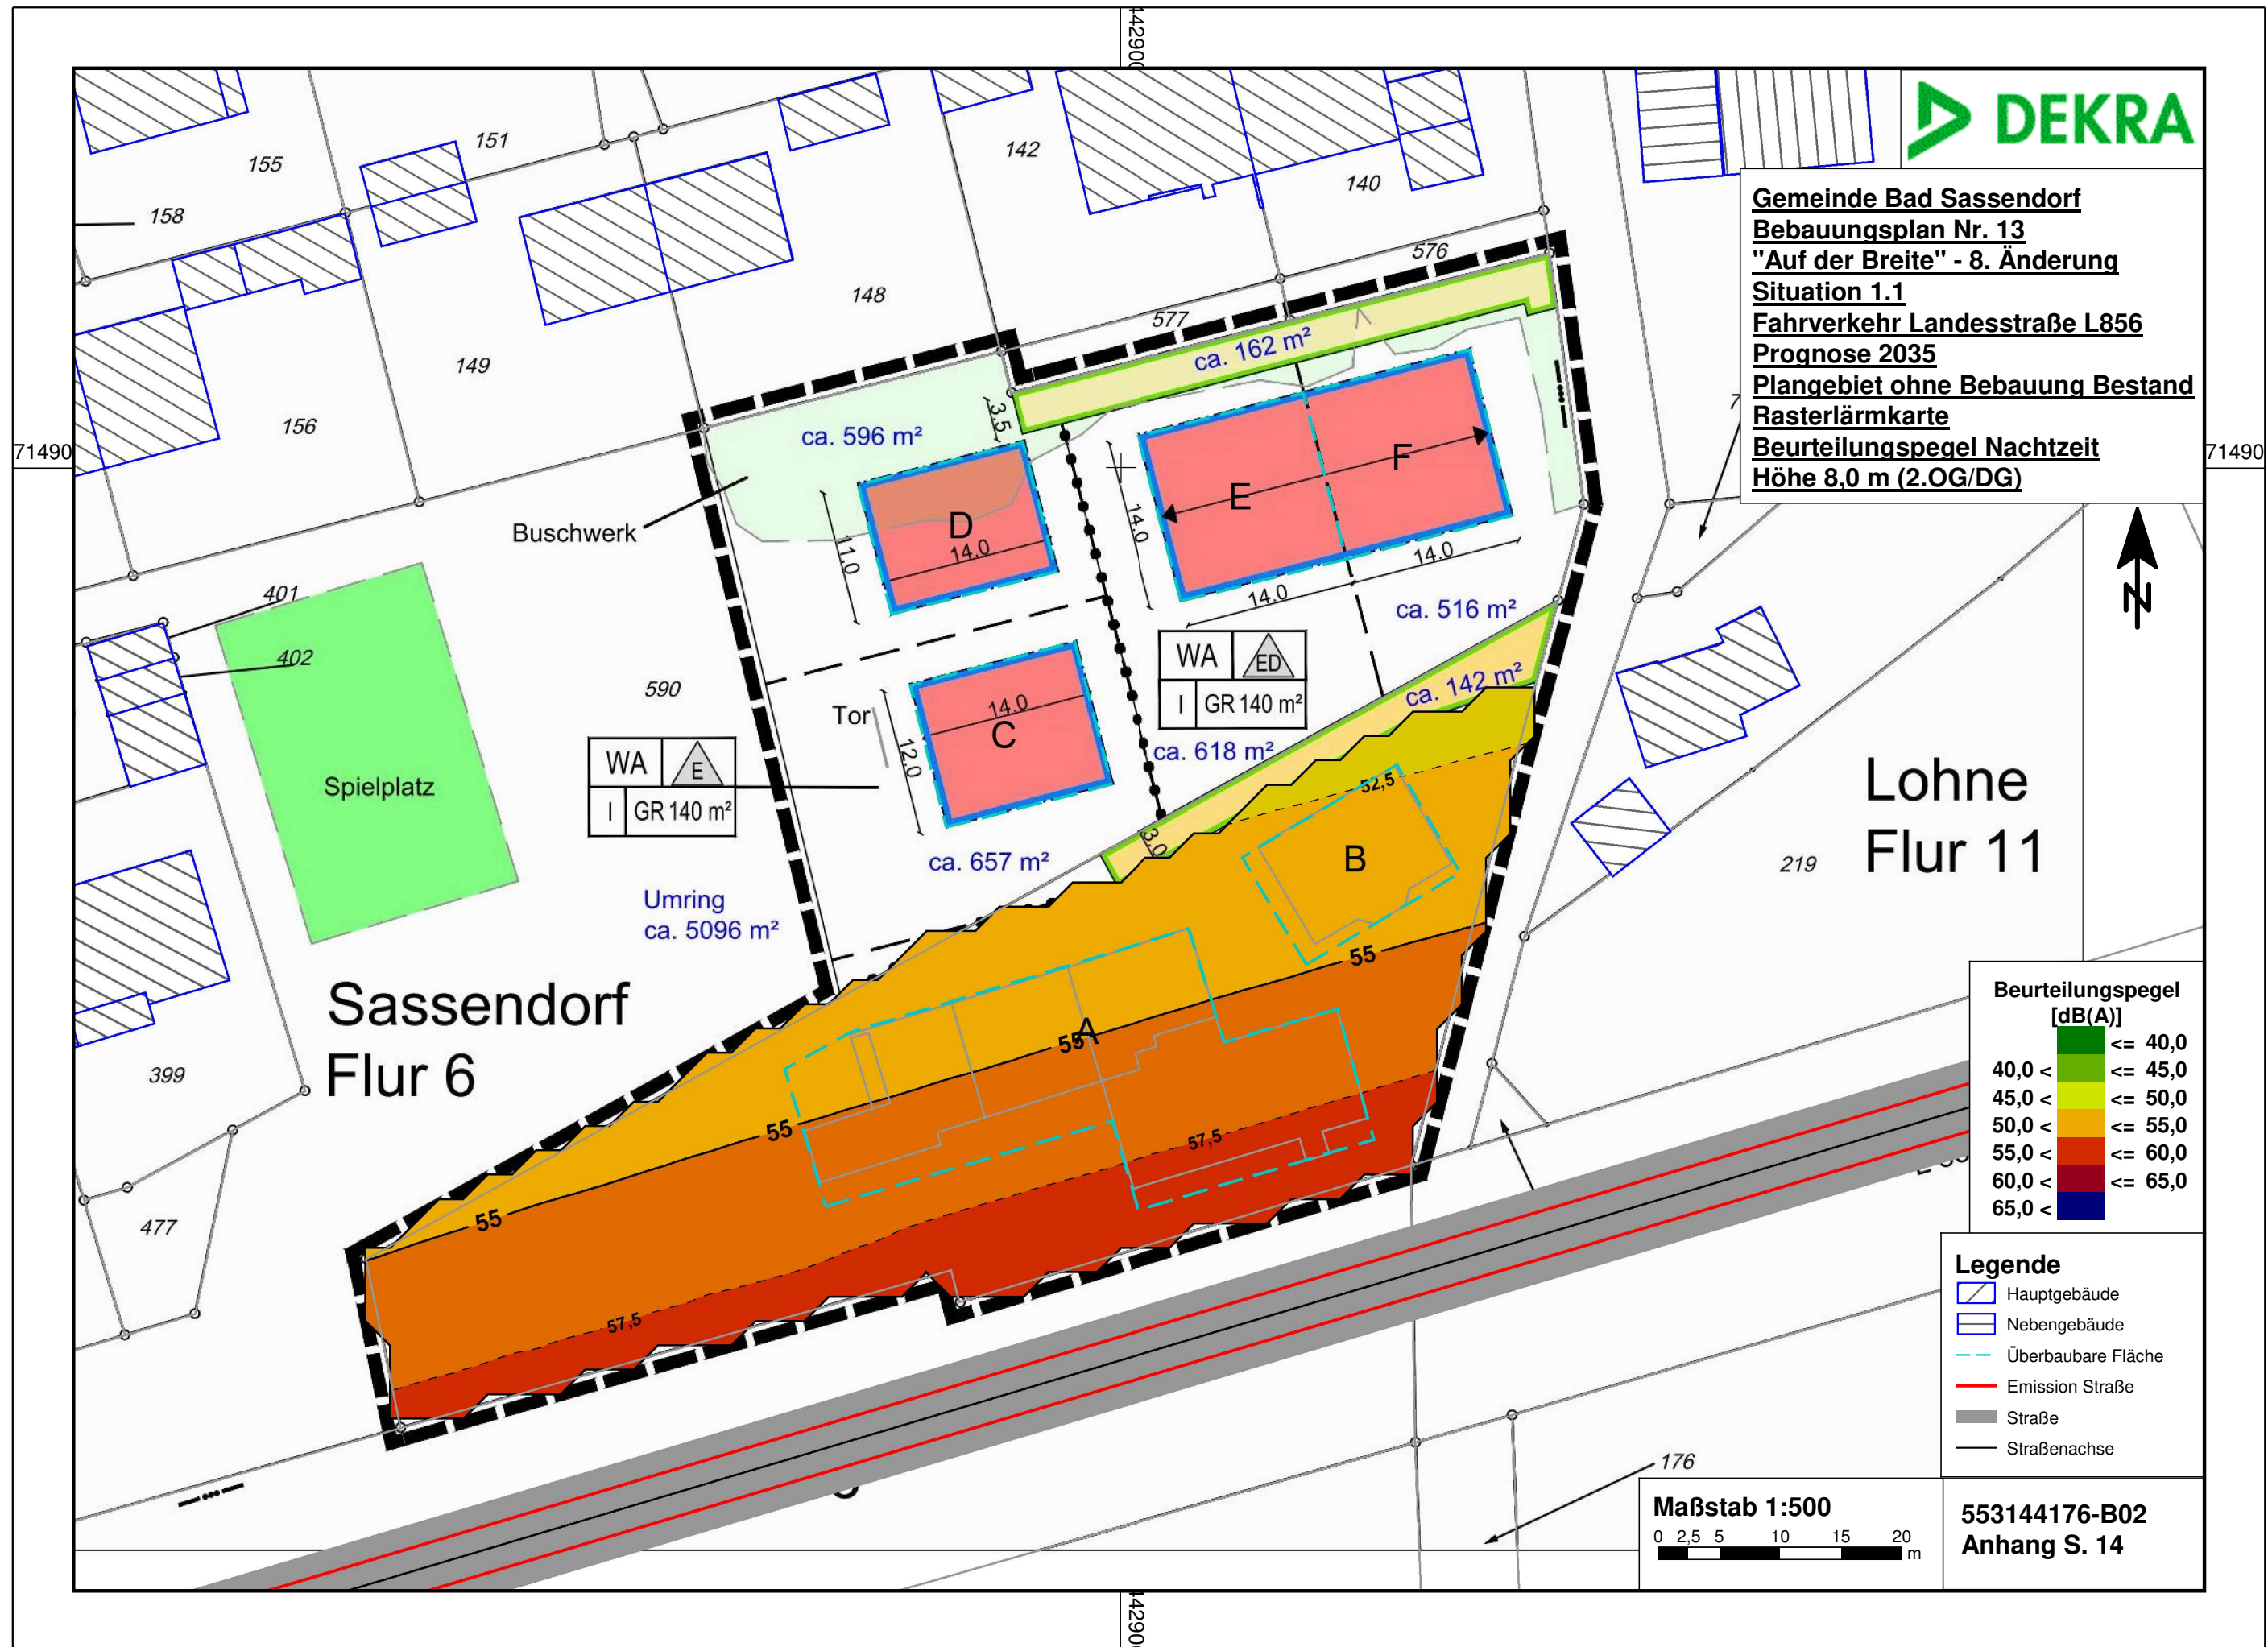 44290
DEKRA
Gemeinde Bad Sassendorf
Bebauungsplan Nr. 13
"Auf der Breite" - 8. Änderung
Situation 1.1
Fahrverkehr Landesstraße L856
Prognose 2035
Plangebiet ohne Bebauung Bestand
Rasterlärmkarte
Beurteilungspegel Nachtzeit
Höhe 8,0 m (2.OG/DG)
N
155
151
142
140
158
148
149
156
577
576
71490
71490
ca. 162 m²
ca. 596 m²
3.5
Buschwerk
D
14.0
11.0
E
F
14.0
14.0
14.0
ca. 516 m²
401
402
590
Spielplatz
Tor
C
14.0
12.0
WA
ED
I
GR 140 m²
WA
E
I
GR 140 m²
ca. 142 m²
ca. 618 m²
ca. 657 m²
3.0
Umring
ca. 5096 m²
52,5
B
55
A
55
55
55
57,5
57,5
Sassendorf
Flur 6
Lohne
Flur 11
219
399
477
176
Beurteilungspegel
[dB(A)]
<= 40,0
40,0 < <= 45,0
45,0 < <= 50,0
50,0 < <= 55,0
55,0 < <= 60,0
60,0 < <= 65,0
65,0 <
Legende
Hauptgebäude
Nebengebäude
Überbaubare Fläche
Emission Straße
Straße
Straßenachse
Maßstab 1:500
0 2,5 5 10 15 20
m
553144176-B02
Anhang S. 14
44290